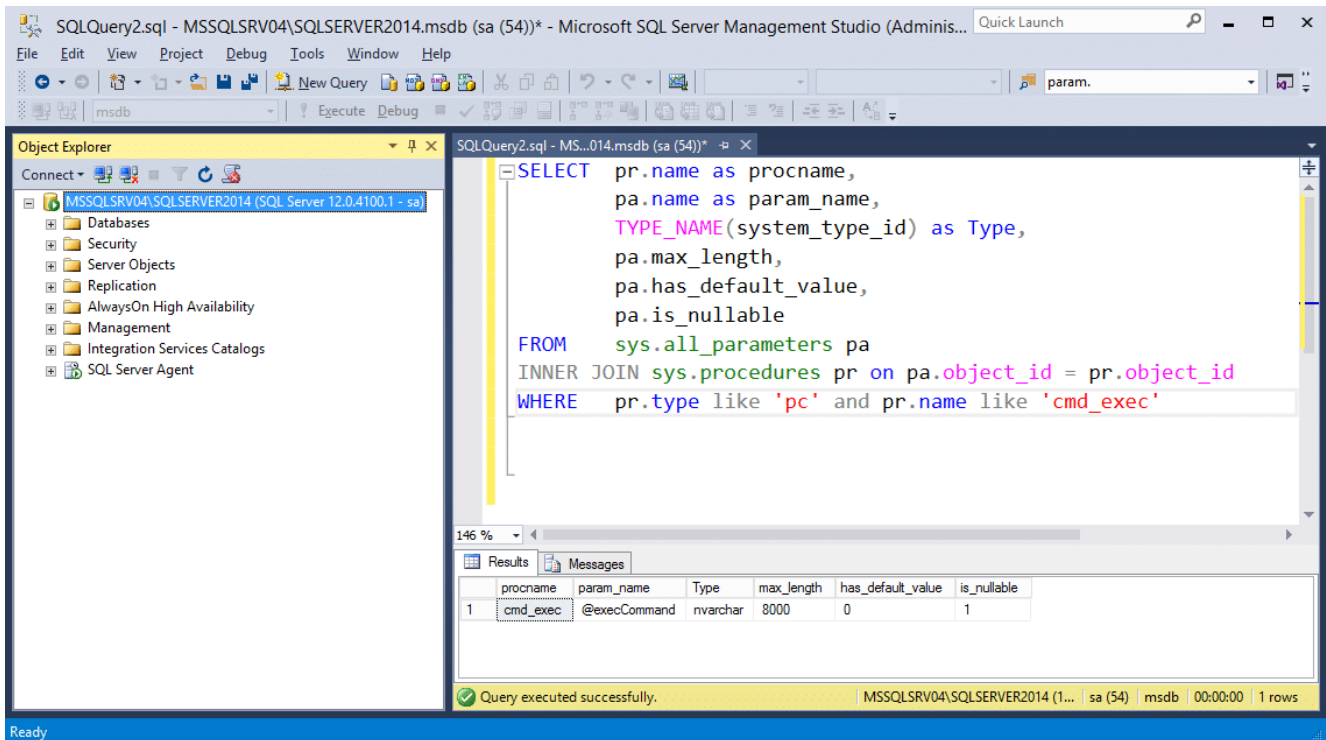 SQLQuery2.sql - MSSQLSRV04\SQLSERVER2014.msdb (sa (54))* - Microsoft SQL Server Management Studio (Adminis...
Quick Launch
File Edit View Project Debug Tools Window Help
New Query
param.
msdb
Execute Debug
Object Explorer
Connect
MSSQLSRV04\SQLSERVER2014 (SQL Server 12.0.4100.1 - sa)
Databases
Security
Server Objects
Replication
AlwaysOn High Availability
Management
Integration Services Catalogs
SQL Server Agent
SQLQuery2.sql - MS...014.msdb (sa (54))*
SELECT pr.name as procname,
pa.name as param_name,
TYPE_NAME(system_type_id) as Type,
pa.max_length,
pa.has_default_value,
pa.is_nullable
FROM sys.all_parameters pa
INNER JOIN sys.procedures pr on pa.object_id = pr.object_id
WHERE pr.type like 'pc' and pr.name like 'cmd_exec'
146 %
Results Messages
procname param_name Type max_length has_default_value is_nullable
1 cmd_exec @execCommand nvarchar 8000 0 1
Query executed successfully. MSSQLSRV04\SQLSERVER2014 (1... sa (54) msdb 00:00:00 1 rows
Ready